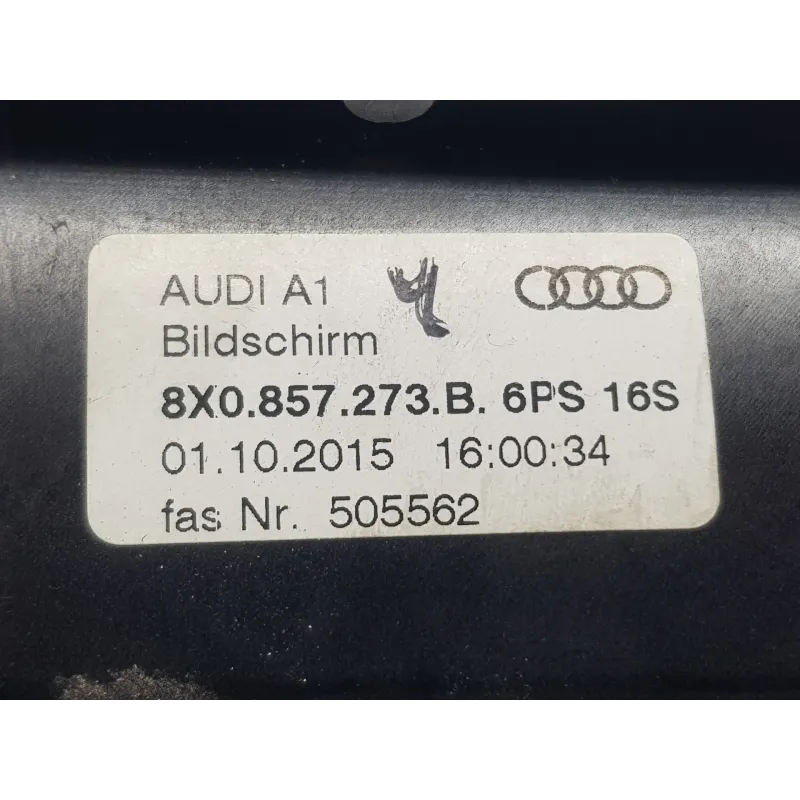 AUDI A1
Bildschirm
8X0.857.273.B. 6PS 16S
01.10.2015 16:00:34
fas Nr. 505562